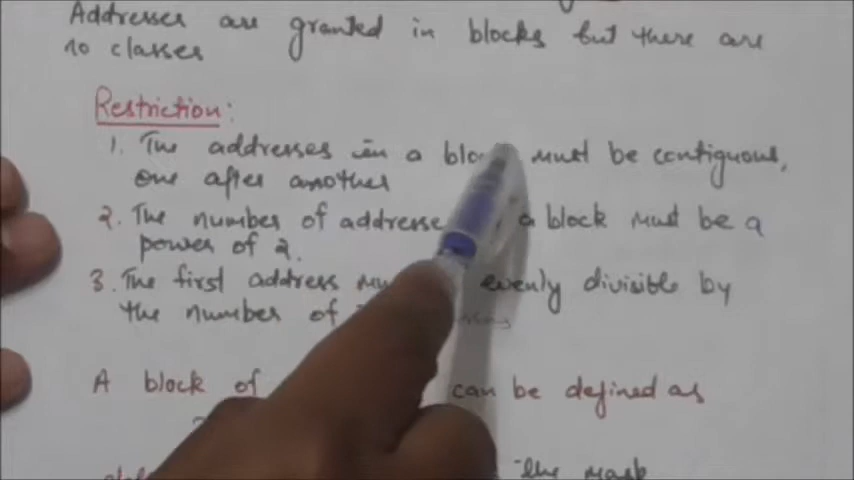 Addresses are granted in blocks but there are
no classes
Restriction:
1. The addresses in a block must be contiguous,
one after another
2. The number of addresses a block must be a
power of 2.
3. The first address evenly divisible by
the number of
A block of can be defined as
the mask